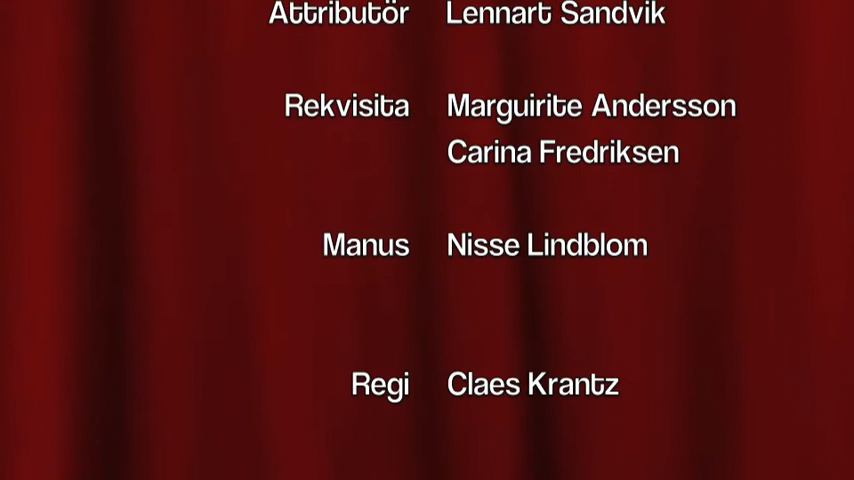 Attributör Lennart Sandvik
Rekvisita Marguirite Andersson
Carina Fredriksen
Manus Nisse Lindblom
Regi Claes Krantz